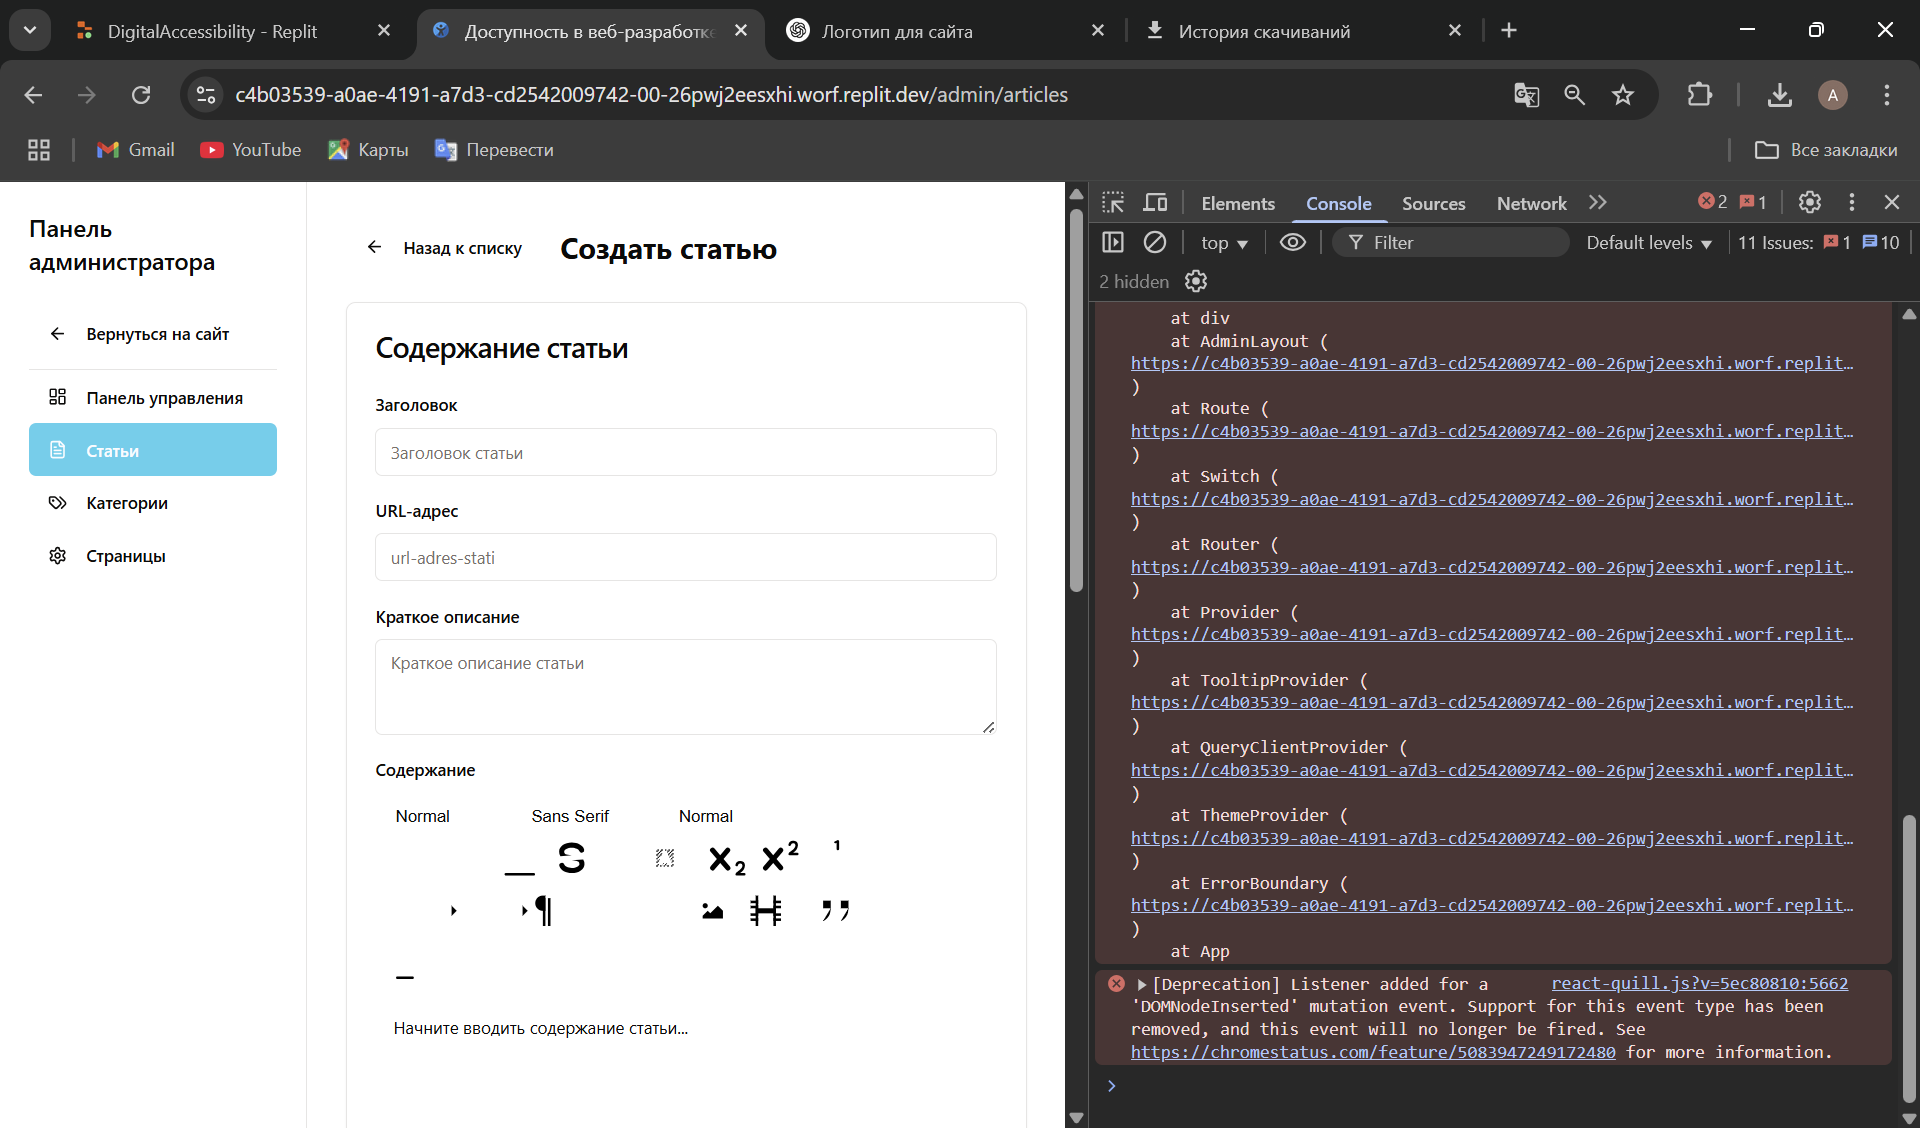 DigitalAccessibility - Replit
Доступность в веб-разработке
Логотип для сайта
История скачиваний
c4b03539-a0ae-4191-a7d3-cd2542009742-00-26pwj2eesxhi.worf.replit.dev/admin/articles
A
Gmail
YouTube
Карты
Перевести
Все закладки
Панель администратора
Вернуться на сайт
Панель управления
Статьи
Категории
Страницы
Назад к списку
Создать статью
Содержание статьи
Заголовок
Заголовок статьи
URL-адрес
url-adres-stati
Краткое описание
Краткое описание статьи
Содержание
Normal Sans Serif Normal
Начните вводить содержание статьи...
Elements Console Sources Network 2 1
top Filter Default levels 11 Issues: 1 10
2 hidden
at div
at AdminLayout (
https://c4b03539-a0ae-4191-a7d3-cd2542009742-00-26pwj2eesxhi.worf.replit…
)
at Route (
https://c4b03539-a0ae-4191-a7d3-cd2542009742-00-26pwj2eesxhi.worf.replit…
)
at Switch (
https://c4b03539-a0ae-4191-a7d3-cd2542009742-00-26pwj2eesxhi.worf.replit…
)
at Router (
https://c4b03539-a0ae-4191-a7d3-cd2542009742-00-26pwj2eesxhi.worf.replit…
)
at Provider (
https://c4b03539-a0ae-4191-a7d3-cd2542009742-00-26pwj2eesxhi.worf.replit…
)
at TooltipProvider (
https://c4b03539-a0ae-4191-a7d3-cd2542009742-00-26pwj2eesxhi.worf.replit…
)
at QueryClientProvider (
https://c4b03539-a0ae-4191-a7d3-cd2542009742-00-26pwj2eesxhi.worf.replit…
)
at ThemeProvider (
https://c4b03539-a0ae-4191-a7d3-cd2542009742-00-26pwj2eesxhi.worf.replit…
)
at ErrorBoundary (
https://c4b03539-a0ae-4191-a7d3-cd2542009742-00-26pwj2eesxhi.worf.replit…
)
at App
[Deprecation] Listener added for a react-quill.js?v=5ec80810:5662
'DOMNodeInserted' mutation event. Support for this event type has been
removed, and this event will no longer be fired. See
https://chromestatus.com/feature/5083947249172480 for more information.